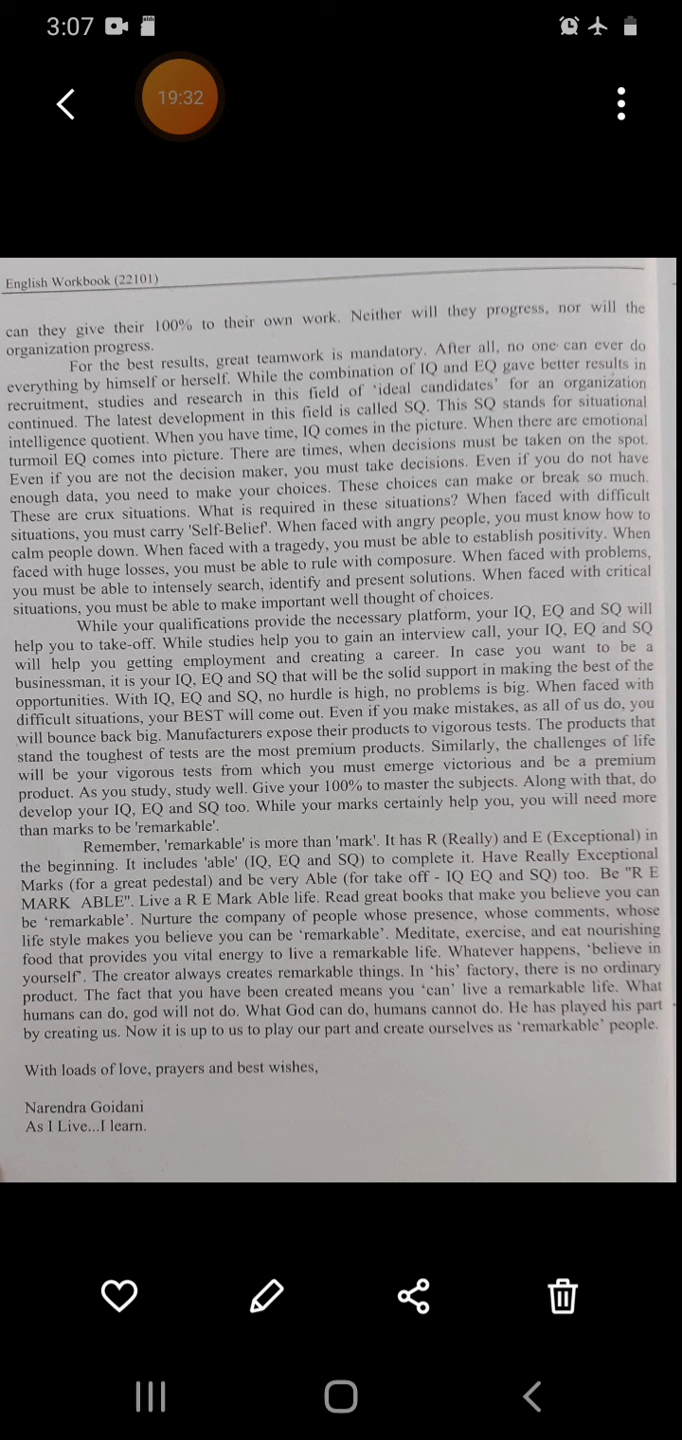 3:07
19:32
English Workbook (22101)
can they give their 100% to their own work. Neither will they progress, nor will the
organization progress.
For the best results, great teamwork is mandatory. After all, no one can ever do
everything by himself or herself. While the combination of IQ and EQ gave better results in
recruitment, studies and research in this field of 'ideal candidates' for an organization
continued. The latest development in this field is called SQ. This SQ stands for situational
intelligence quotient. When you have time, IQ comes in the picture. When there are emotional
turmoil EQ comes into picture. There are times, when decisions must be taken on the spot.
Even if you are not the decision maker, you must take decisions. Even if you do not have
enough data, you need to make your choices. These choices can make or break so much.
These are crux situations. What is required in these situations? When faced with difficult
situations, you must carry 'Self-Belief'. When faced with angry people, you must know how to
calm people down. When faced with a tragedy, you must be able to establish positivity. When
faced with huge losses, you must be able to rule with composure. When faced with problems,
you must be able to intensely search, identify and present solutions. When faced with critical
situations, you must be able to make important well thought of choices.
While your qualifications provide the necessary platform, your IQ, EQ and SQ will
help you to take-off. While studies help you to gain an interview call, your IQ, EQ and SQ
will help you getting employment and creating a career. In case you want to be a
businessman, it is your IQ, EQ and SQ that will be the solid support in making the best of the
opportunities. With IQ, EQ and SQ, no hurdle is high, no problems is big. When faced with
difficult situations, your BEST will come out. Even if you make mistakes, as all of us do, you
will bounce back big. Manufacturers expose their products to vigorous tests. The products that
stand the toughest of tests are the most premium products. Similarly, the challenges of life
will be your vigorous tests from which you must emerge victorious and be a premium
product. As you study, study well. Give your 100% to master the subjects. Along with that, do
develop your IQ, EQ and SQ too. While your marks certainly help you, you will need more
than marks to be 'remarkable'.
Remember, 'remarkable' is more than 'mark'. It has R (Really) and E (Exceptional) in
the beginning. It includes 'able' (IQ, EQ and SQ) to complete it. Have Really Exceptional
Marks (for a great pedestal) and be very Able (for take off - IQ EQ and SQ) too. Be "R E
MARK ABLE". Live a R E Mark Able life. Read great books that make you believe you can
be 'remarkable'. Nurture the company of people whose presence, whose comments, whose
life style makes you believe you can be 'remarkable'. Meditate, exercise, and eat nourishing
food that provides you vital energy to live a remarkable life. Whatever happens, 'believe in
yourself'. The creator always creates remarkable things. In 'his' factory, there is no ordinary
product. The fact that you have been created means you 'can' live a remarkable life. What
humans can do, god will not do. What God can do, humans cannot do. He has played his part
by creating us. Now it is up to us to play our part and create ourselves as 'remarkable' people.
With loads of love, prayers and best wishes,
Narendra Goidani
As I Live...I learn.